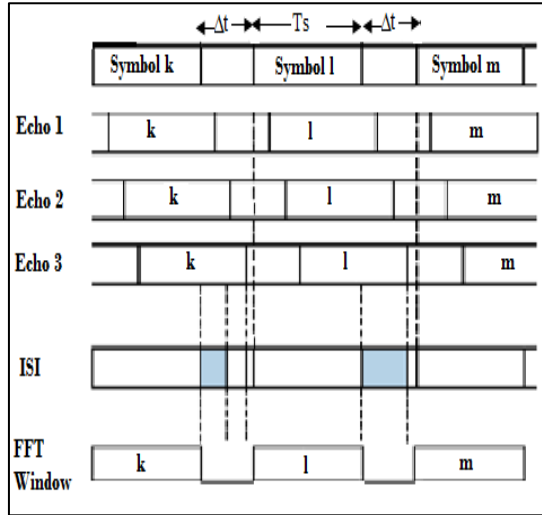 Δt Ts Δt
Symbol k Symbol l Symbol m
Echo 1 k l m
Echo 2 k l m
Echo 3 k l m
ISI
FFT
Window k l m